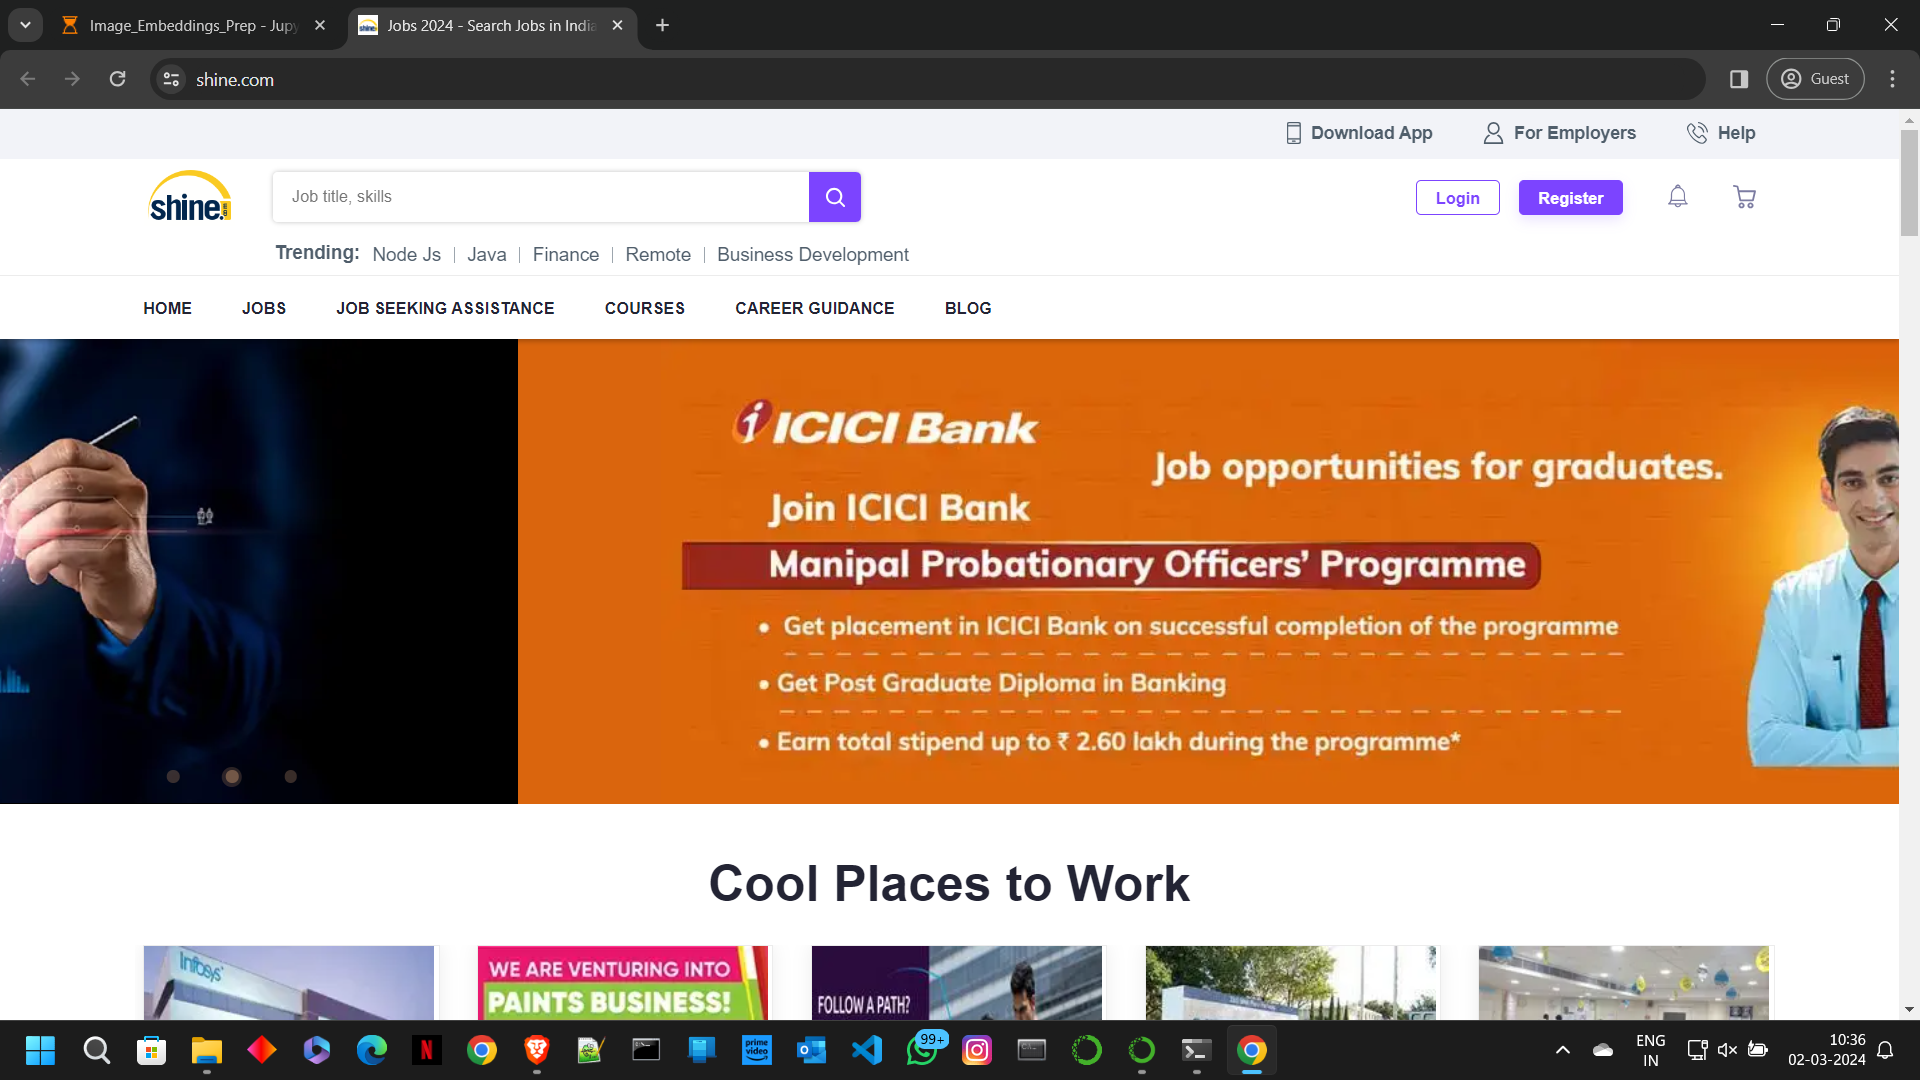 Image_Embeddings_Prep - Jupy
Jobs 2024 - Search Jobs in India
shine.com
Guest
Download App
For Employers
Help
shine.com
Job title, skills
Login
Register
Trending: Node Js | Java | Finance | Remote | Business Development
HOME
JOBS
JOB SEEKING ASSISTANCE
COURSES
CAREER GUIDANCE
BLOG
ICICI Bank
Job opportunities for graduates.
Join ICICI Bank
Manipal Probationary Officers' Programme
• Get placement in ICICI Bank on successful completion of the programme
• Get Post Graduate Diploma in Banking
• Earn total stipend up to ₹ 2.60 lakh during the programme*
Cool Places to Work
Infosys
WE ARE VENTURING INTO
PAINTS BUSINESS!
FOLLOW A PATH?
N
prime
video
99+
ENG
IN
10:36
02-03-2024